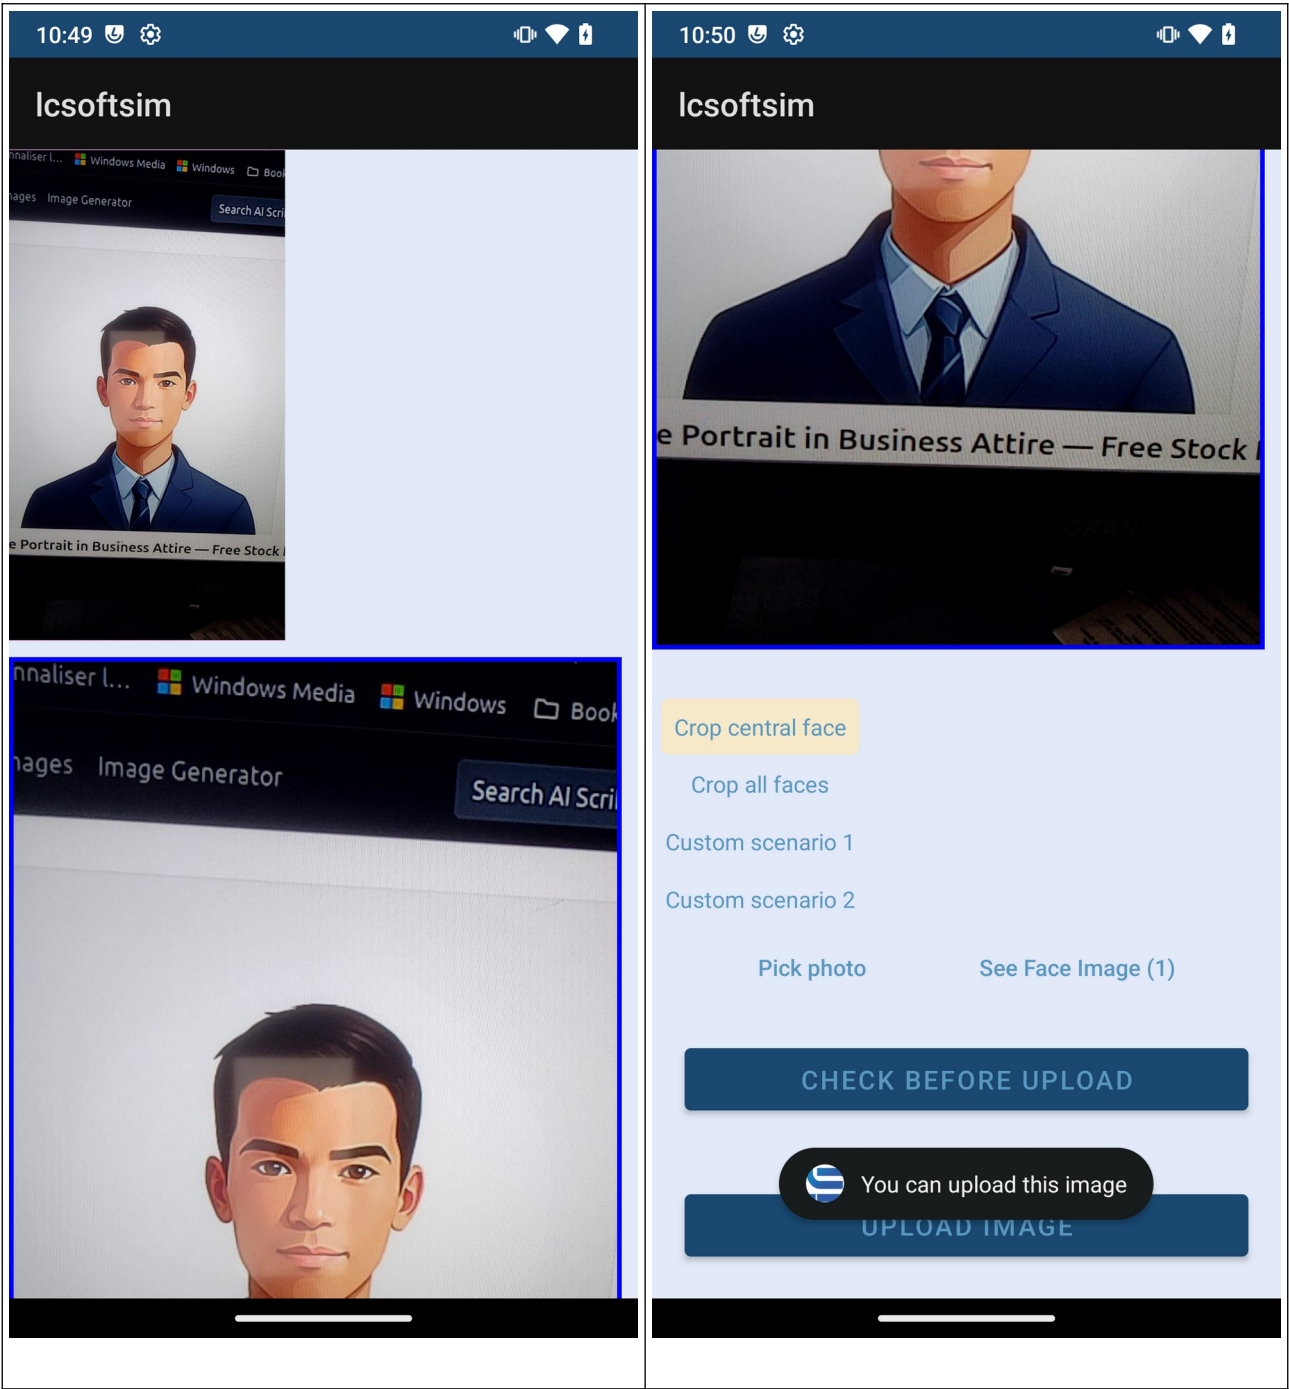 10:49
lcsoftsim
nnaliser l... Windows Media Windows Book
nages Image Generator
Search AI Scri
e Portrait in Business Attire — Free Stock
nnaliser l... Windows Media Windows Book
nages Image Generator
Search AI Scri
10:50
lcsoftsim
e Portrait in Business Attire — Free Stock
Crop central face
Crop all faces
Custom scenario 1
Custom scenario 2
Pick photo See Face Image (1)
CHECK BEFORE UPLOAD
You can upload this image
UPLOAD IMAGE